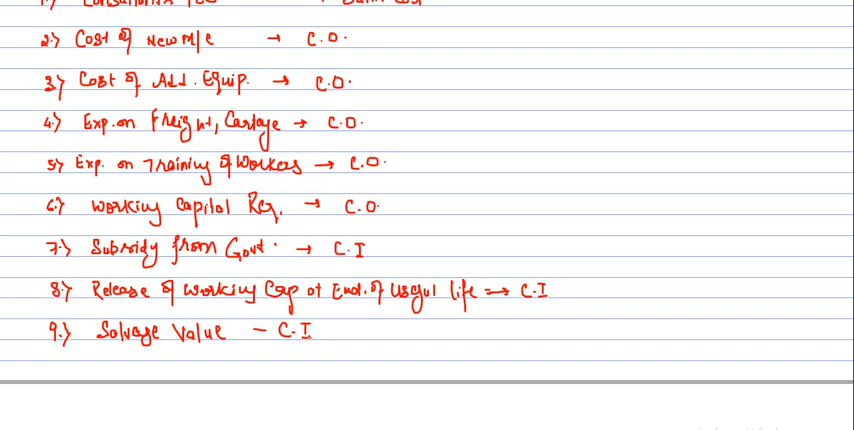 2.> Cost of New M/c → C.O.
3.> Cost of Add. Equip. → C.O.
4.> Exp. on Freight, Cartage → C.O.
5.> Exp. on Training of Workers → C.O.
6.> Working Capital Req. → C.O.
7.> Subsidy from Govt. → C.I
8.> Release of Working Cap at End. of Useful life ⇒ C.I
9.> Salvage Value – C.I